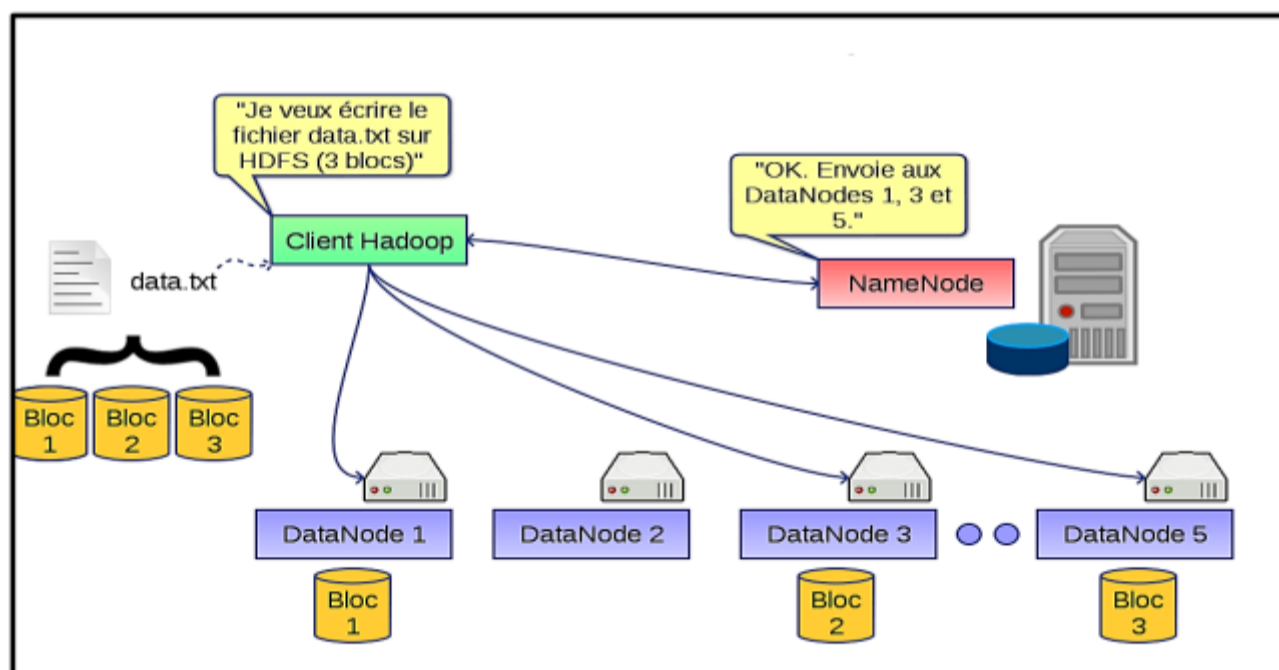 "Je veux écrire le
fichier data.txt sur
HDFS (3 blocs)"
"OK. Envoie aux
DataNodes 1, 3 et
5."
Client Hadoop
data.txt
NameNode
Bloc
1
Bloc
2
Bloc
3
DataNode 1
DataNode 2
DataNode 3
DataNode 5
Bloc
1
Bloc
2
Bloc
3